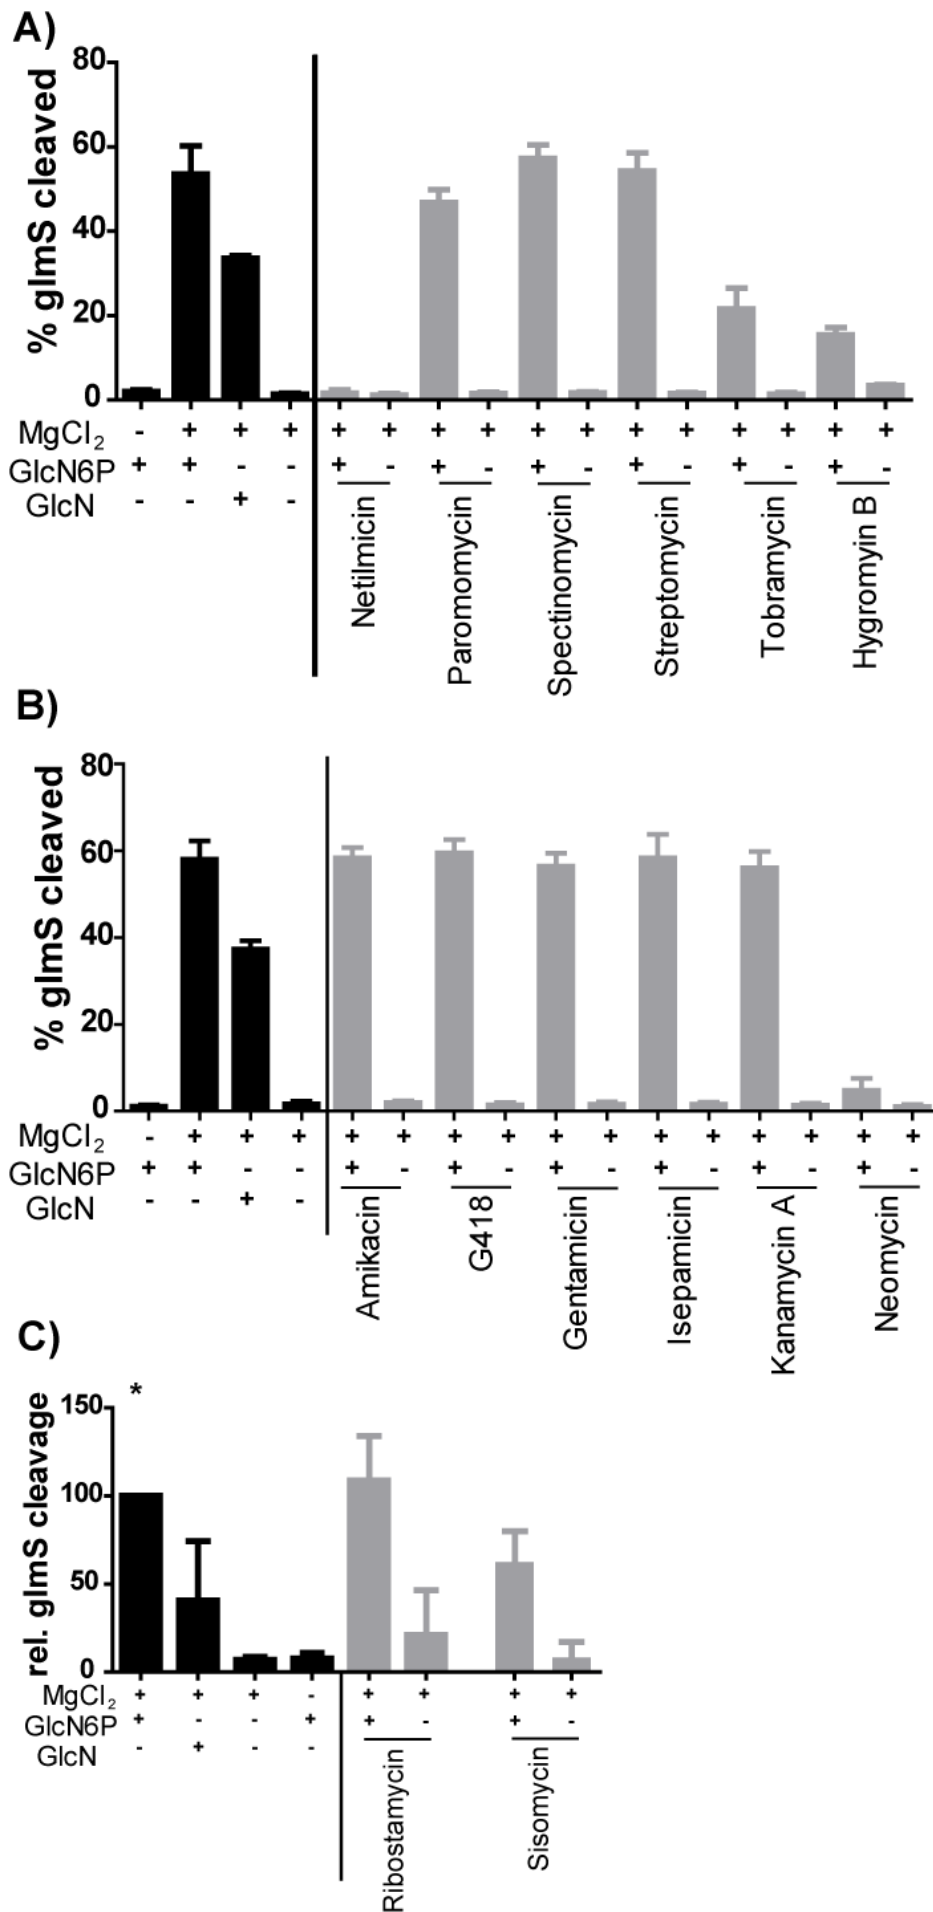 A)
% glmS cleaved
80
60
40
20
0
MgCl₂ - + + + + + + + + + + + + + + +
GlcN6P + + - - + - + - + - + - + - + -
GlcN - - + -
Netilmicin
Paromomycin
Spectinomycin
Streptomycin
Tobramycin
Hygromyin B
B)
% glmS cleaved
80
60
40
20
0
MgCl₂ - + + + + + + + + + + + + + + +
GlcN6P + + - - + - + - + - + - + - + -
GlcN - - + -
Amikacin
G418
Gentamicin
Isepamicin
Kanamycin A
Neomycin
C)
rel. glmS cleavage
*
150
100
50
0
MgCl₂ + + + - + + + +
GlcN6P + - - + + - + -
GlcN - + - -
Ribostamycin
Sisomycin